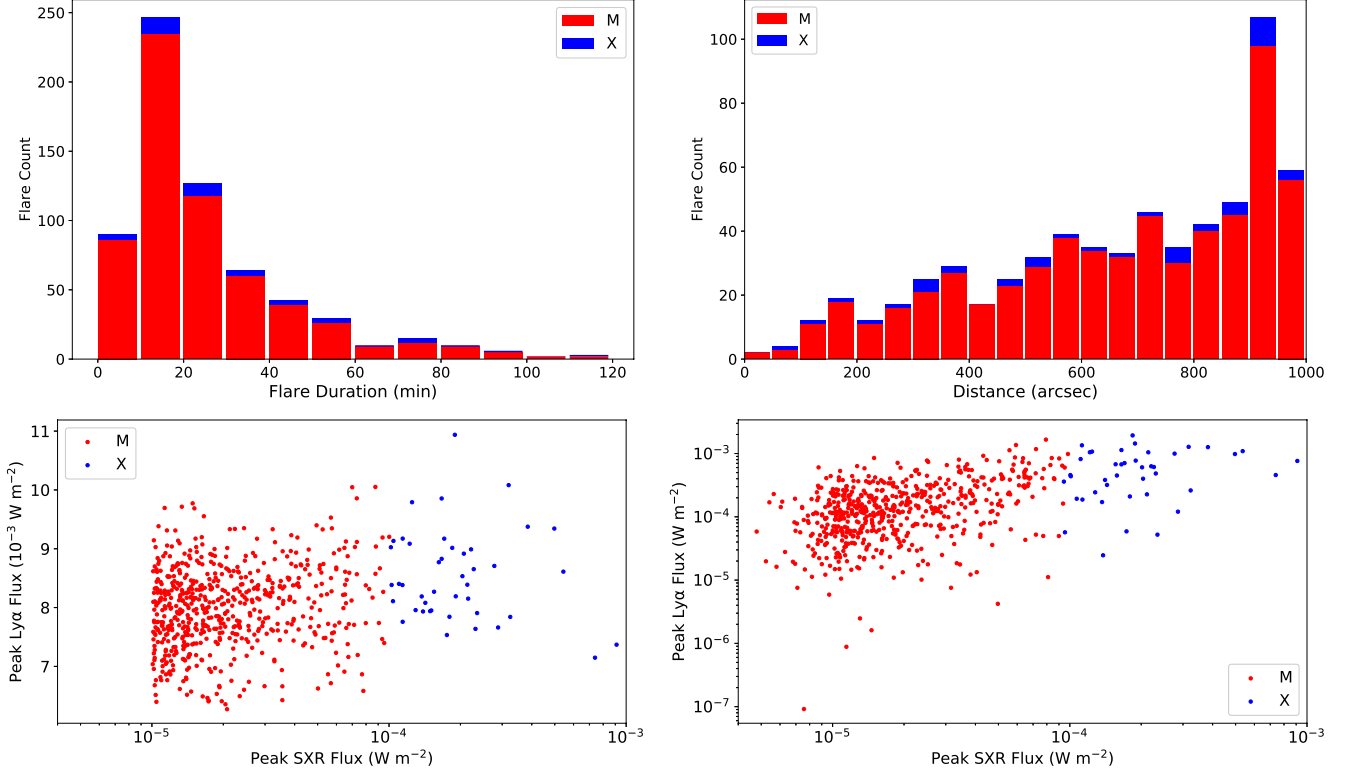 250
200
150
100
50
0
Flare Count
M
X
0 20 40 60 80 100 120
Flare Duration (min)
100
80
60
40
20
0
Flare Count
M
X
0 200 400 600 800 1000
Distance (arcsec)
11
10
9
8
7
Peak Lyα Flux (10⁻³ W m⁻²)
M
X
10⁻⁵ 10⁻⁴ 10⁻³
Peak SXR Flux (W m⁻²)
10⁻³
10⁻⁴
10⁻⁵
10⁻⁶
10⁻⁷
Peak Lyα Flux (W m⁻²)
M
X
10⁻⁵ 10⁻⁴ 10⁻³
Peak SXR Flux (W m⁻²)